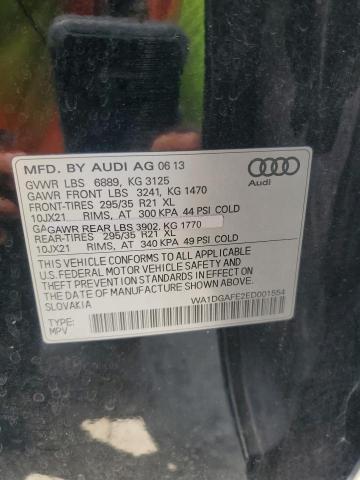 MFD. BY AUDI AG 06 13
GVWR LBS 6889, KG 3125
GAWR FRONT LBS 3241, KG 1470
FRONT-TIRES 295/35 R21 XL
10JX21 RIMS, AT 300 KPA 44 PSI COLD
GAGAWR REAR LBS 3902, KG 1770
REAR-TIRES 295/35 R21 XL
10JX21 RIMS, AT 340 KPA 49 PSI COLD
THIS VEHICLE CONFORMS TO ALL APPLICABLE
U.S. FEDERAL MOTOR VEHICLE SAFETY AND
THEFT PREVENTION STANDARDS IN EFFECT ON
THE DATE OF MANUFACTURE SHOWN ABOVE.
SLOVAKIA
WA1DGAFE2ED001554
TYPE:
MPV
Audi